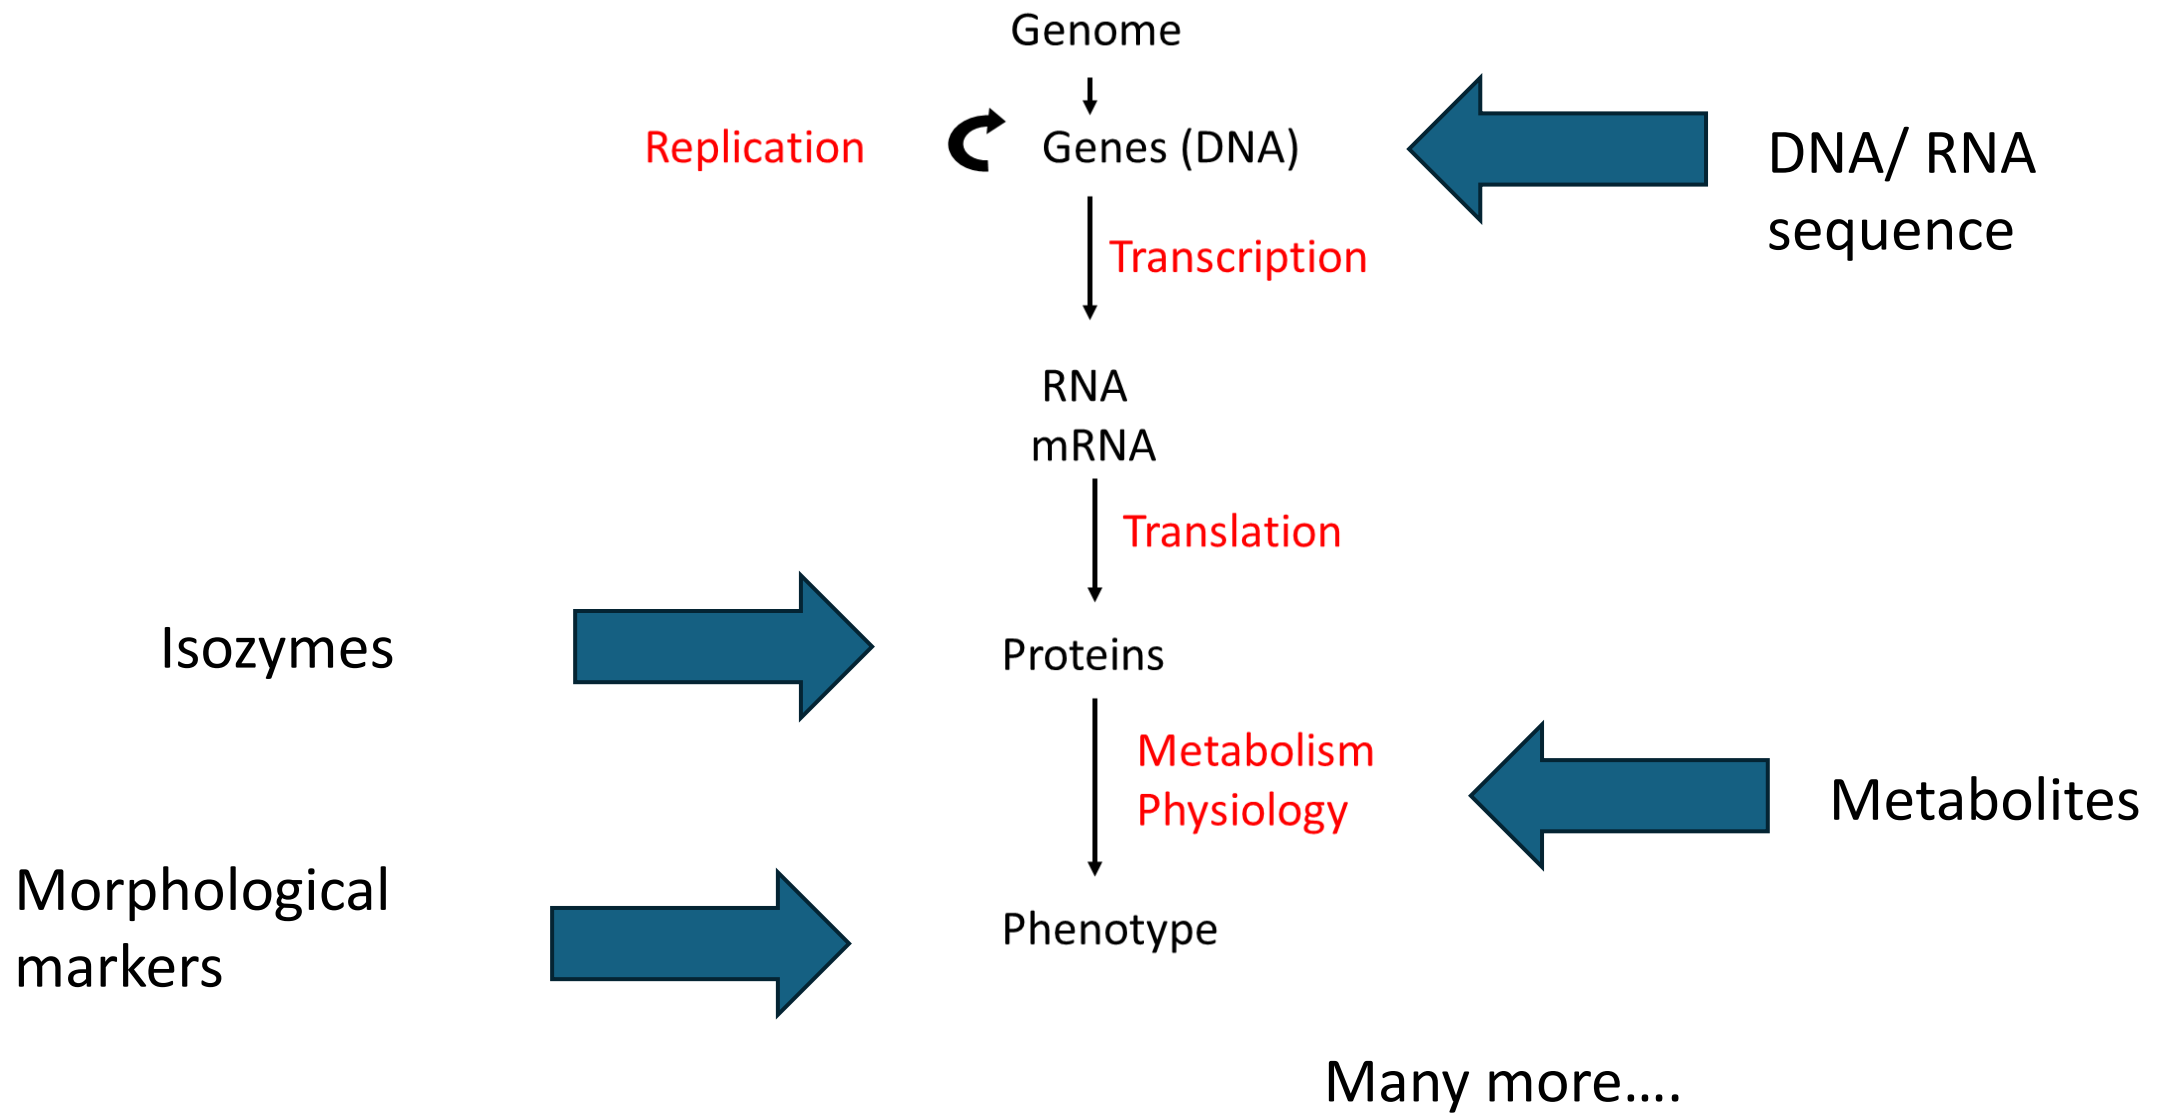 Genome
Replication
Genes (DNA)
DNA/ RNA
sequence
Transcription
RNA
mRNA
Translation
Isozymes
Proteins
Metabolism
Physiology
Metabolites
Morphological
markers
Phenotype
Many more....